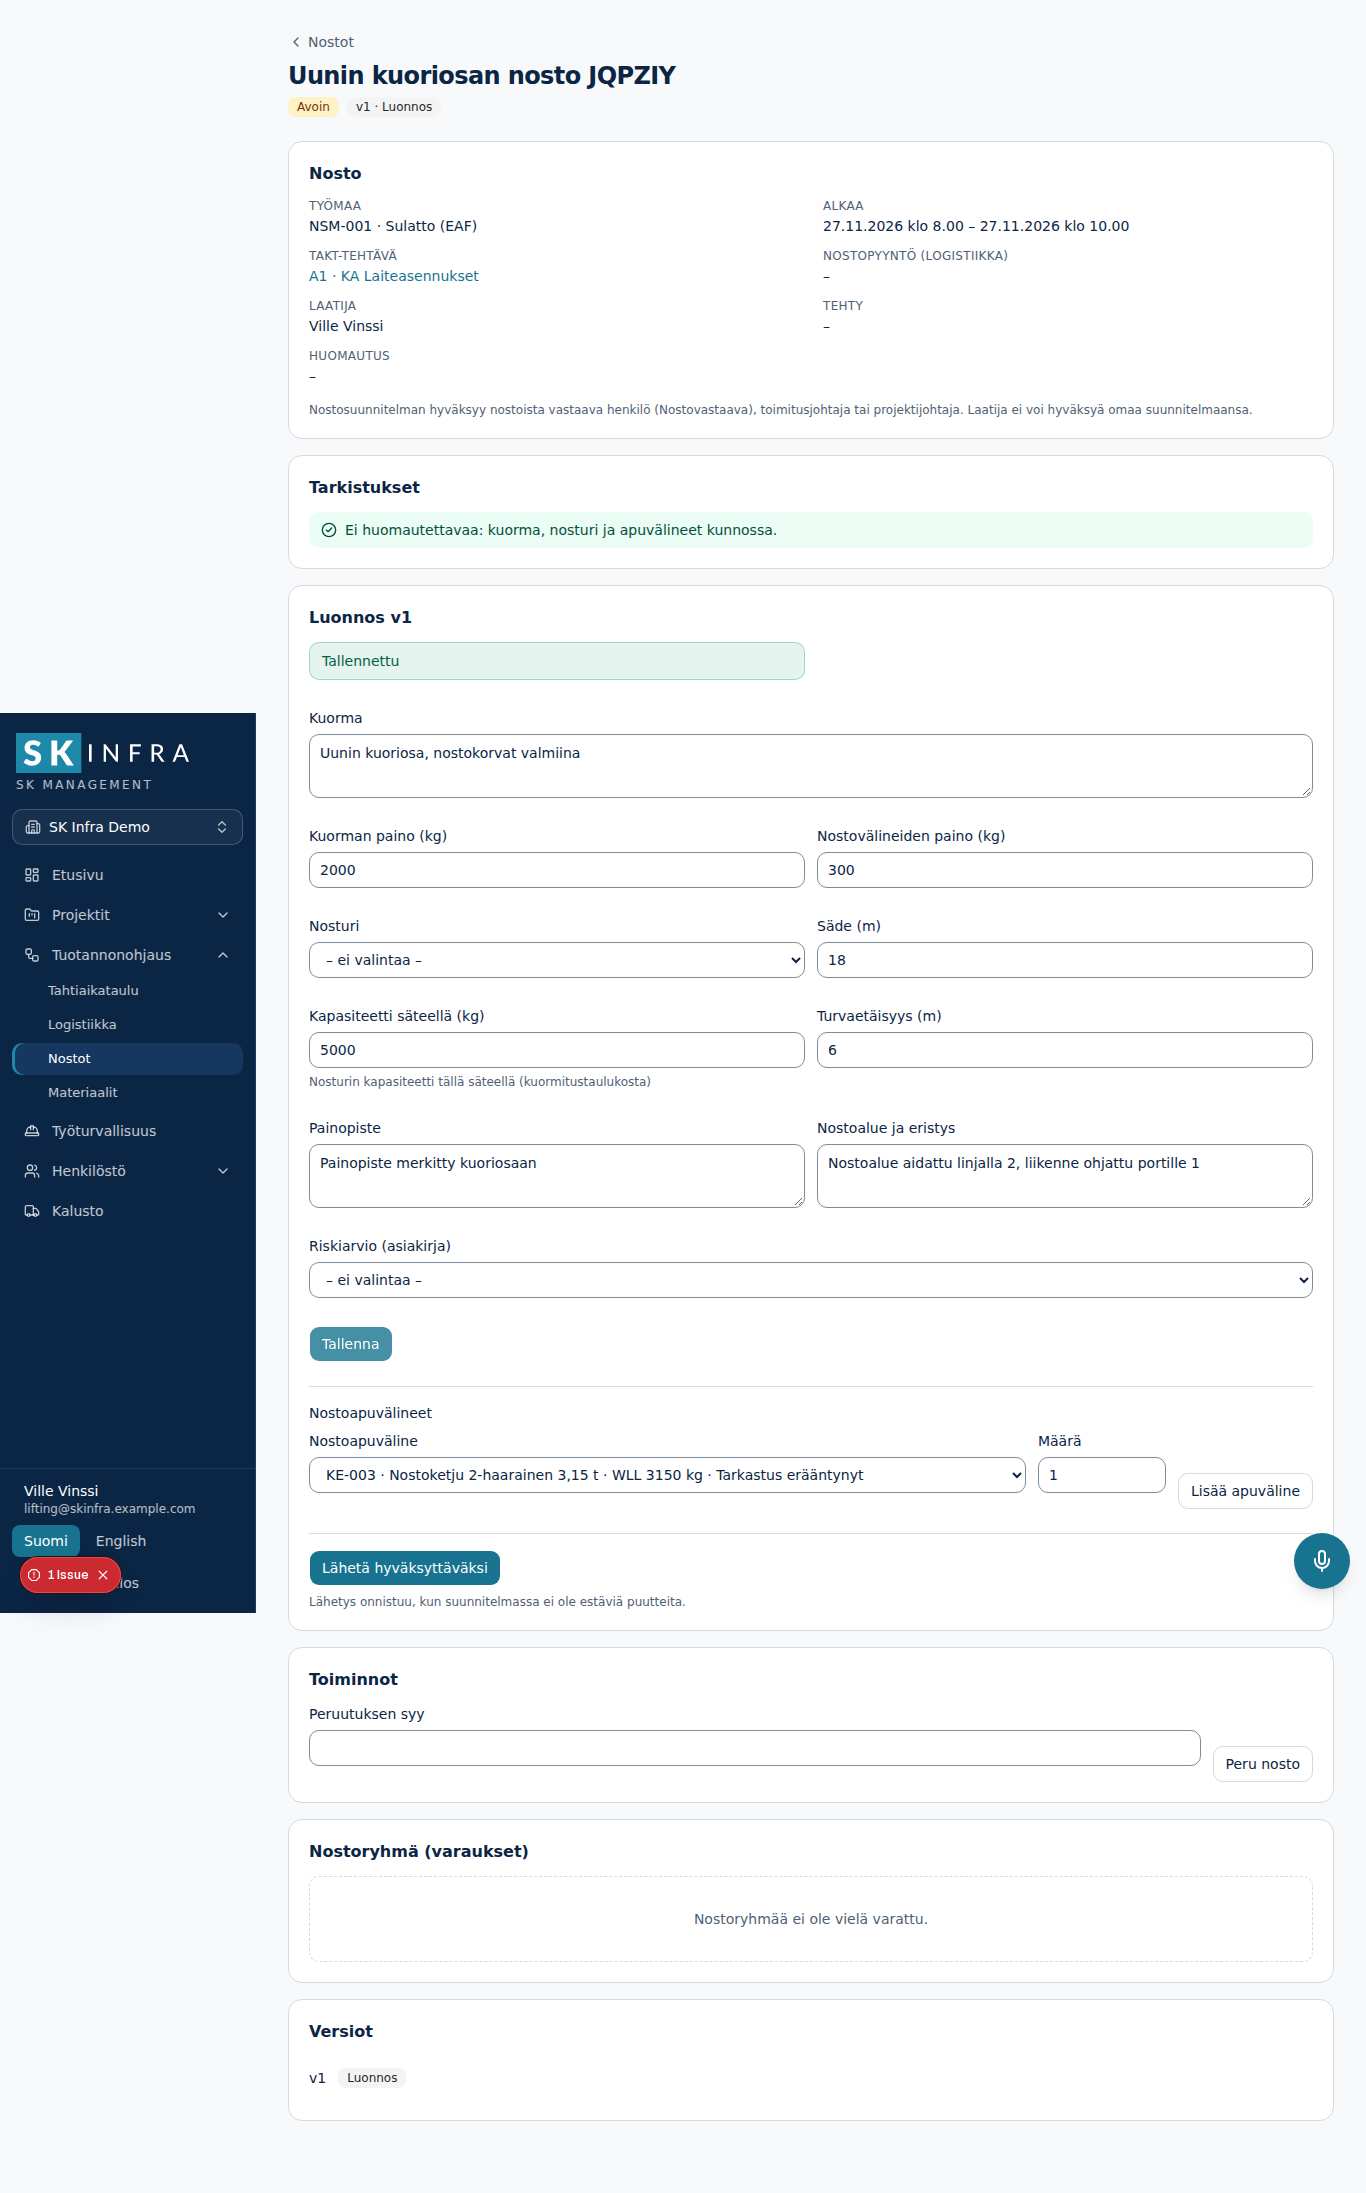 Nostot
Uunin kuoriosan nosto JQPZIY
Avoin
v1 · Luonnos
Nosto
TYÖMAA
NSM-001 · Sulatto (EAF)
ALKAA
27.11.2026 klo 8.00 – 27.11.2026 klo 10.00
TAKT-TEHTÄVÄ
A1 · KA Laiteasennukset
NOSTOPYYNTÖ (LOGISTIIKKA)
–
LAATIJA
Ville Vinssi
TEHTY
–
HUOMAUTUS
–
Nostosuunnitelman hyväksyy nostoista vastaava henkilö (Nostovastaava), toimitusjohtaja tai projektijohtaja. Laatija ei voi hyväksyä omaa suunnitelmaansa.
Tarkistukset
Ei huomautettavaa: kuorma, nosturi ja apuvälineet kunnossa.
Luonnos v1
Tallennettu
Kuorma
Uunin kuoriosa, nostokorvat valmiina
Kuorman paino (kg)
2000
Nostovälineiden paino (kg)
300
Nosturi
– ei valintaa –
Säde (m)
18
Kapasiteetti säteellä (kg)
5000
Nosturin kapasiteetti tällä säteellä (kuormitustaulukosta)
Turvaetäisyys (m)
6
Painopiste
Painopiste merkitty kuoriosaan
Nostoalue ja eristys
Nostoalue aidattu linjalla 2, liikenne ohjattu portille 1
Riskiarvio (asiakirja)
– ei valintaa –
Tallenna
Nostoapuvälineet
Nostoapuväline
KE-003 · Nostoketju 2-haarainen 3,15 t · WLL 3150 kg · Tarkastus erääntynyt
Määrä
1
Lisää apuväline
Lähetä hyväksyttäväksi
Lähetys onnistuu, kun suunnitelmassa ei ole estäviä puutteita.
Toiminnot
Peruutuksen syy
Peru nosto
Nostoryhmä (varaukset)
Nostoryhmää ei ole vielä varattu.
Versiot
v1
Luonnos
SK INFRA
SK MANAGEMENT
SK Infra Demo
Etusivu
Projektit
Tuotannonohjaus
Tahtiaikataulu
Logistiikka
Nostot
Materiaalit
Työturvallisuus
Henkilöstö
Kalusto
Ville Vinssi
lifting@skinfra.example.com
Suomi
English
1 Issue